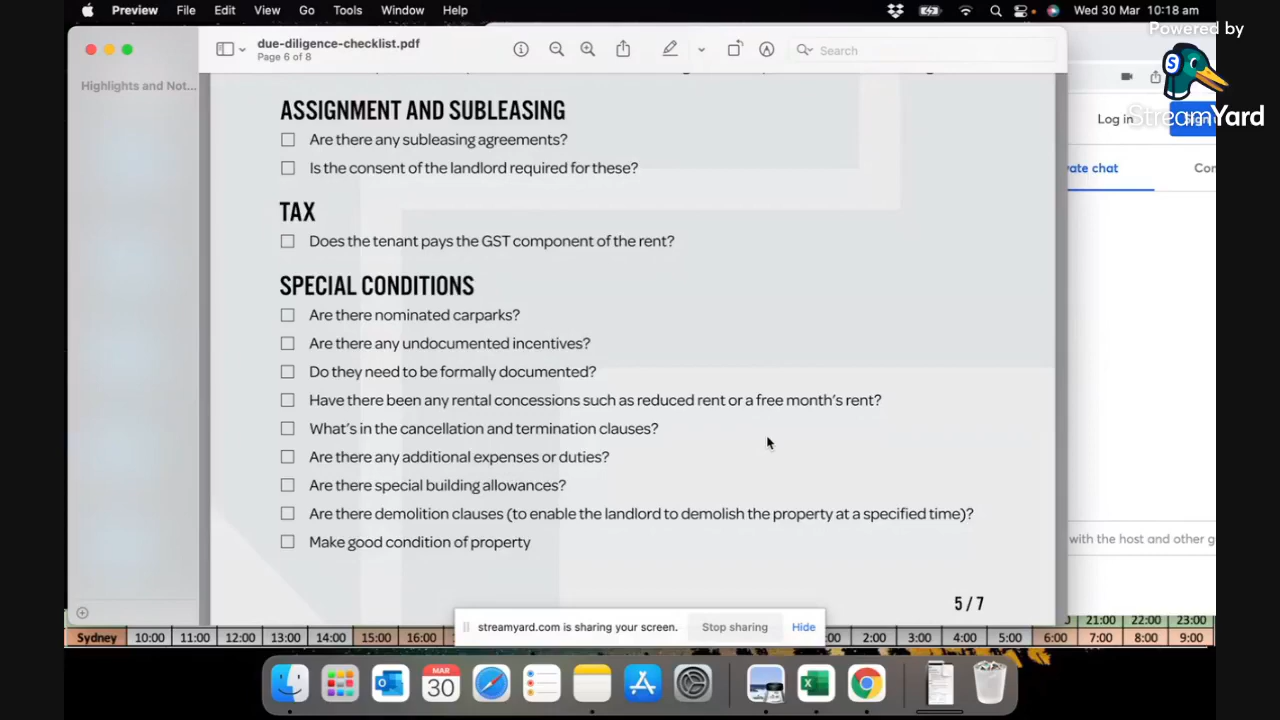 Preview File Edit View Go Tools Window Help Wed 30 Mar 10:18 am
Powered by
StreamYard
due-diligence-checklist.pdf
Page 6 of 8
Search
Highlights and Not...
Log in
ASSIGNMENT AND SUBLEASING
Are there any subleasing agreements?
Is the consent of the landlord required for these?
TAX
Does the tenant pays the GST component of the rent?
SPECIAL CONDITIONS
Are there nominated carparks?
Are there any undocumented incentives?
Do they need to be formally documented?
Have there been any rental concessions such as reduced rent or a free month's rent?
What's in the cancellation and termination clauses?
Are there any additional expenses or duties?
Are there special building allowances?
Are there demolition clauses (to enable the landlord to demolish the property at a specified time)?
Make good condition of property
5 / 7
vate chat Cor
with the host and other g
streamyard.com is sharing your screen. Stop sharing Hide
21:00 22:00 23:00
Sydney 10:00 11:00 12:00 13:00 14:00 15:00 16:00 :00 2:00 3:00 4:00 5:00 6:00 7:00 8:00 9:00
MAR
30